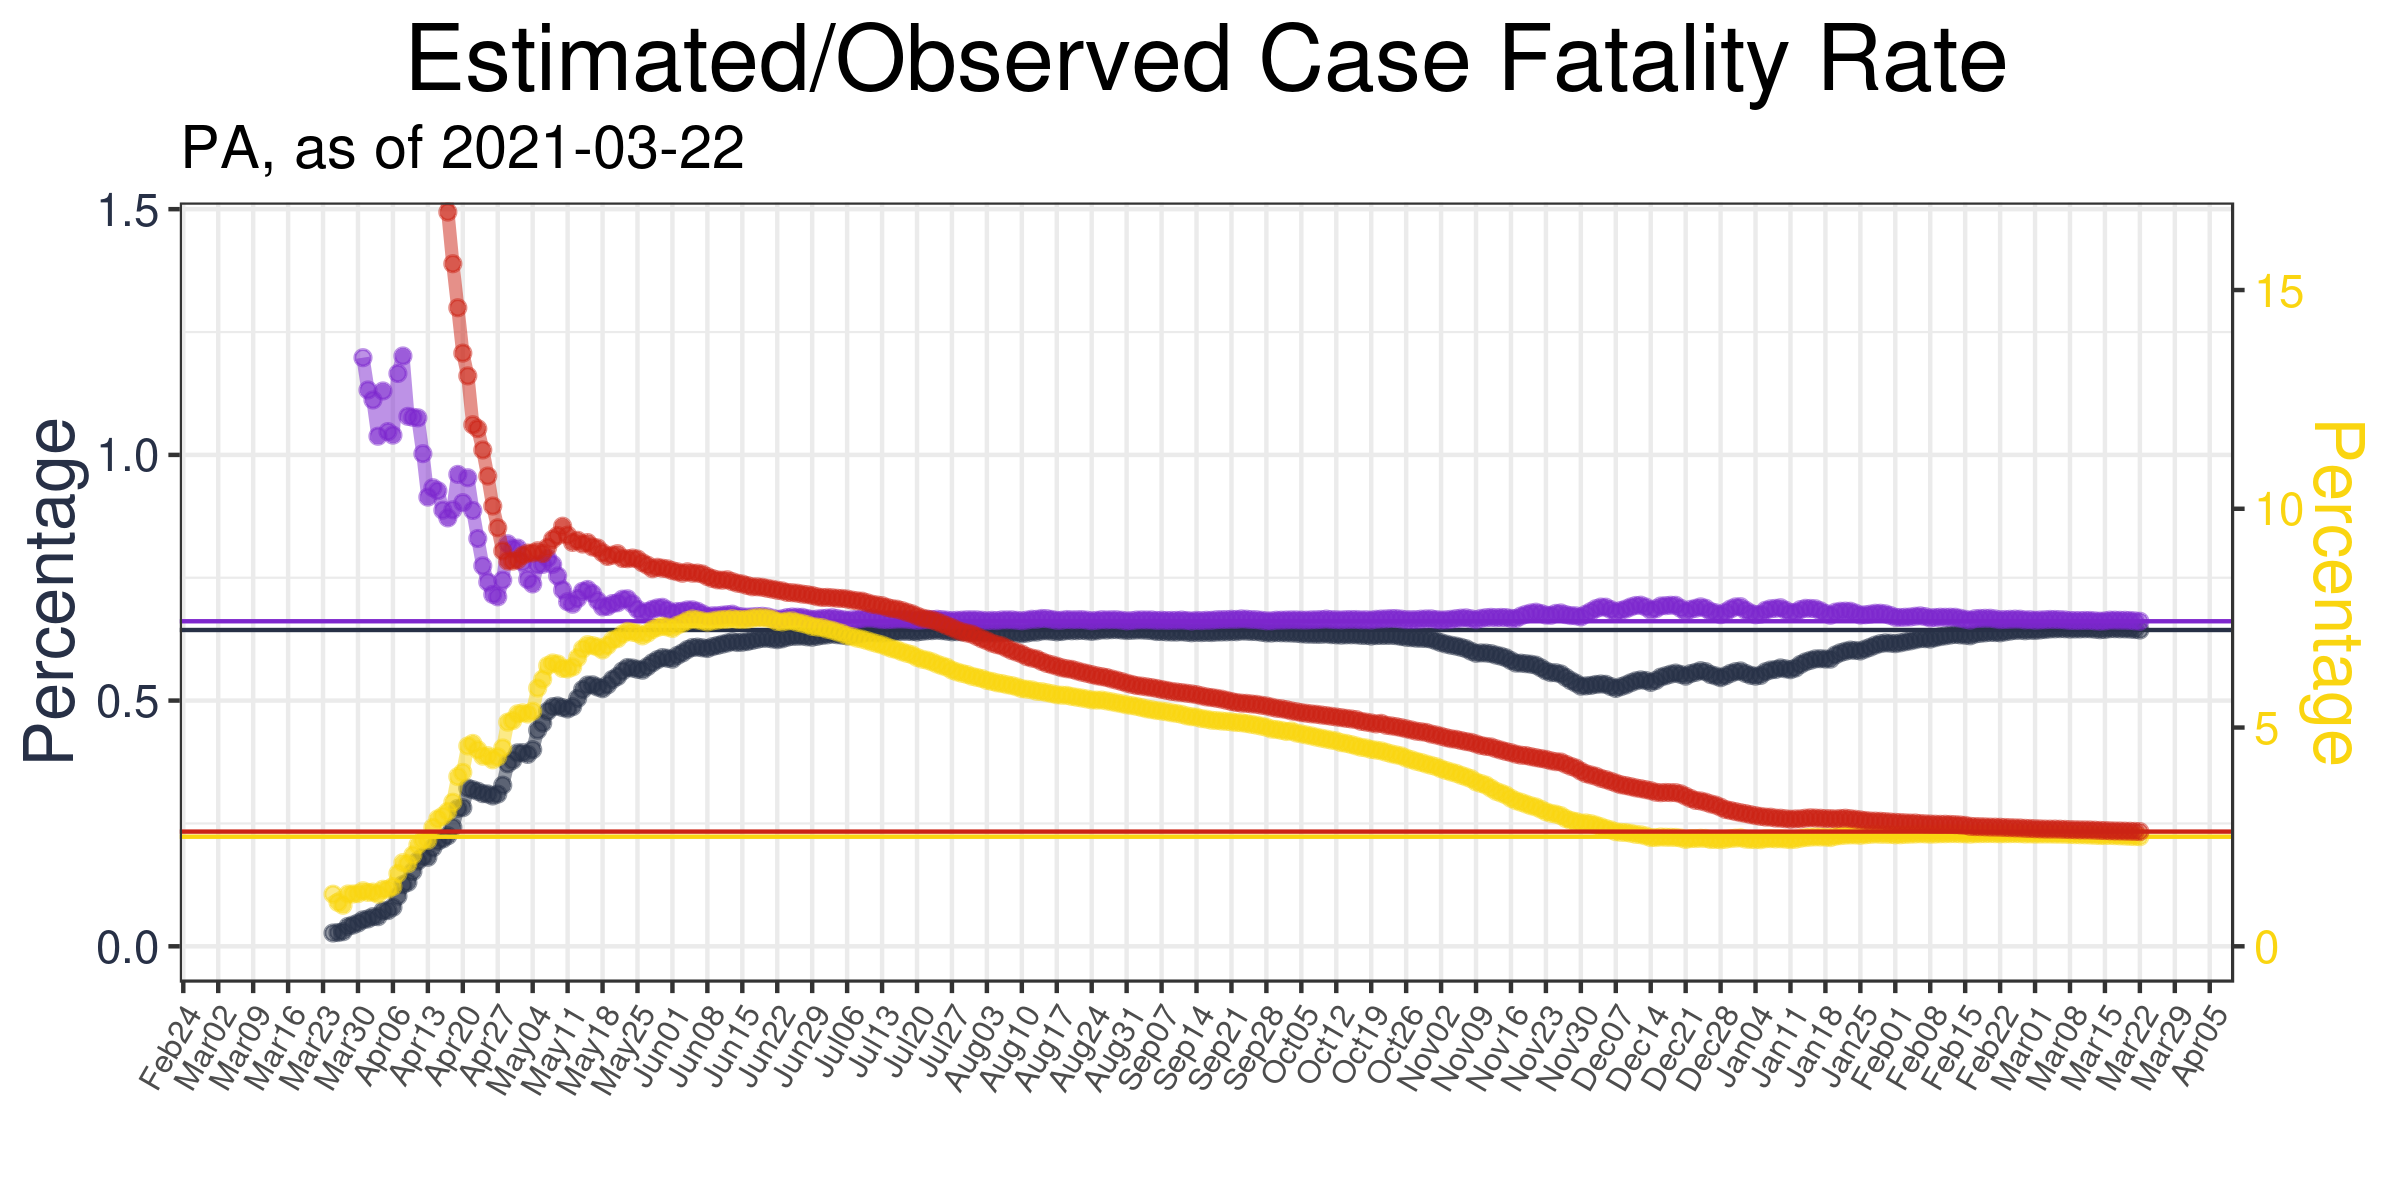 Estimated/Observed Case Fatality Rate
PA, as of 2021-03-22
Percentage
1.5
1.0
0.5
0.0
15
10
5
0
Percentage
Feb24
Mar02
Mar09
Mar16
Mar23
Mar30
Apr06
Apr13
Apr20
Apr27
May04
May11
May18
May25
Jun01
Jun08
Jun15
Jun22
Jun29
Jul06
Jul13
Jul20
Jul27
Aug03
Aug10
Aug17
Aug24
Aug31
Sep07
Sep14
Sep21
Sep28
Oct05
Oct12
Oct19
Oct26
Nov02
Nov09
Nov16
Nov23
Nov30
Dec07
Dec14
Dec21
Dec28
Jan04
Jan11
Jan18
Jan25
Feb01
Feb08
Feb15
Feb22
Mar01
Mar08
Mar15
Mar22
Mar29
Apr05